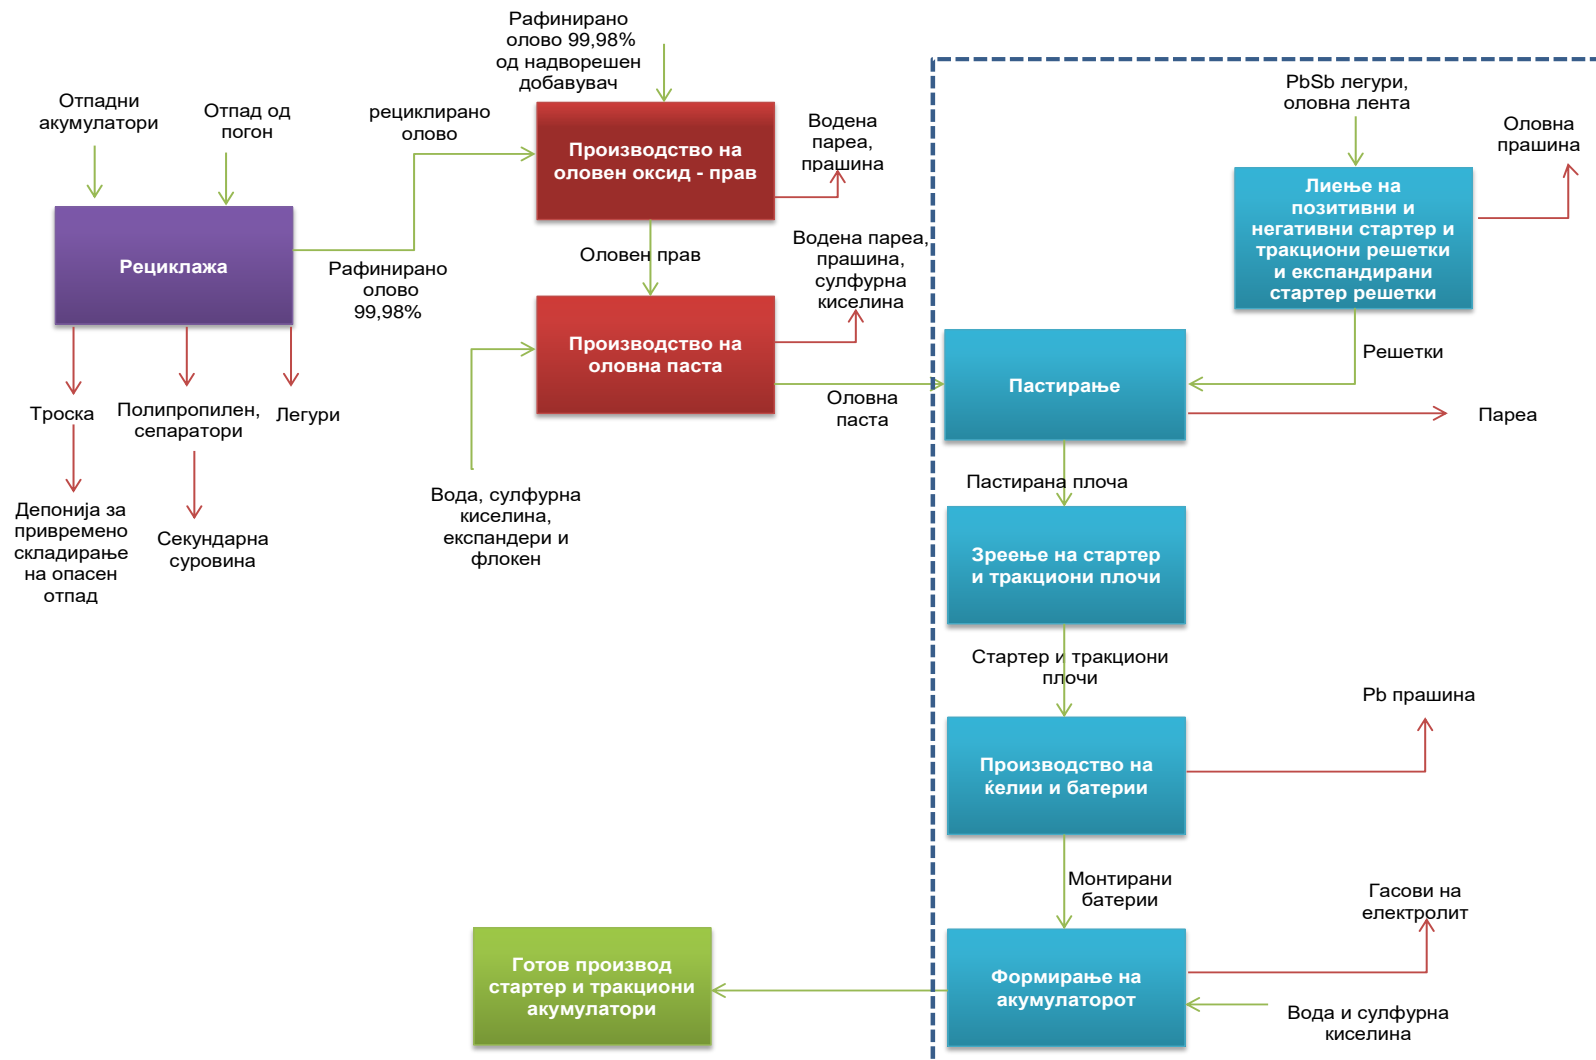 Рафинирано
олово 99,98%
од надворешен
добавувач
Отпадни
акумулатори
Отпад од
погон
рециклирано
олово
Производство на
оловен оксид - прав
Водена
пареа,
прашина
PbSb легури,
оловна лента
Оловна
прашина
Лиење на
позитивни и
негативни стартер и
тракциони решетки
и експандирани
стартер решетки
Рециклажа
Рафинирано
олово
99,98%
Оловен прав
Водена пареа,
прашина,
сулфурна
киселина
Производство на
оловна паста
Решетки
Пастирање
Оловна
паста
Пареа
Троска
Полипропилен,
сепаратори
Легури
Депонија за
привремено
складирање
на опасен
отпад
Секундарна
суровина
Вода, сулфурна
киселина,
експандери и
флокен
Пастирана плоча
Зреење на стартер
и тракциони плочи
Стартер и тракциони
плочи
Pb прашина
Производство на
ќелии и батерии
Монтирани
батерии
Гасови на
електролит
Готов производ
стартер и тракциони
акумулатори
Формирање на
акумулаторот
Вода и сулфурна
киселина